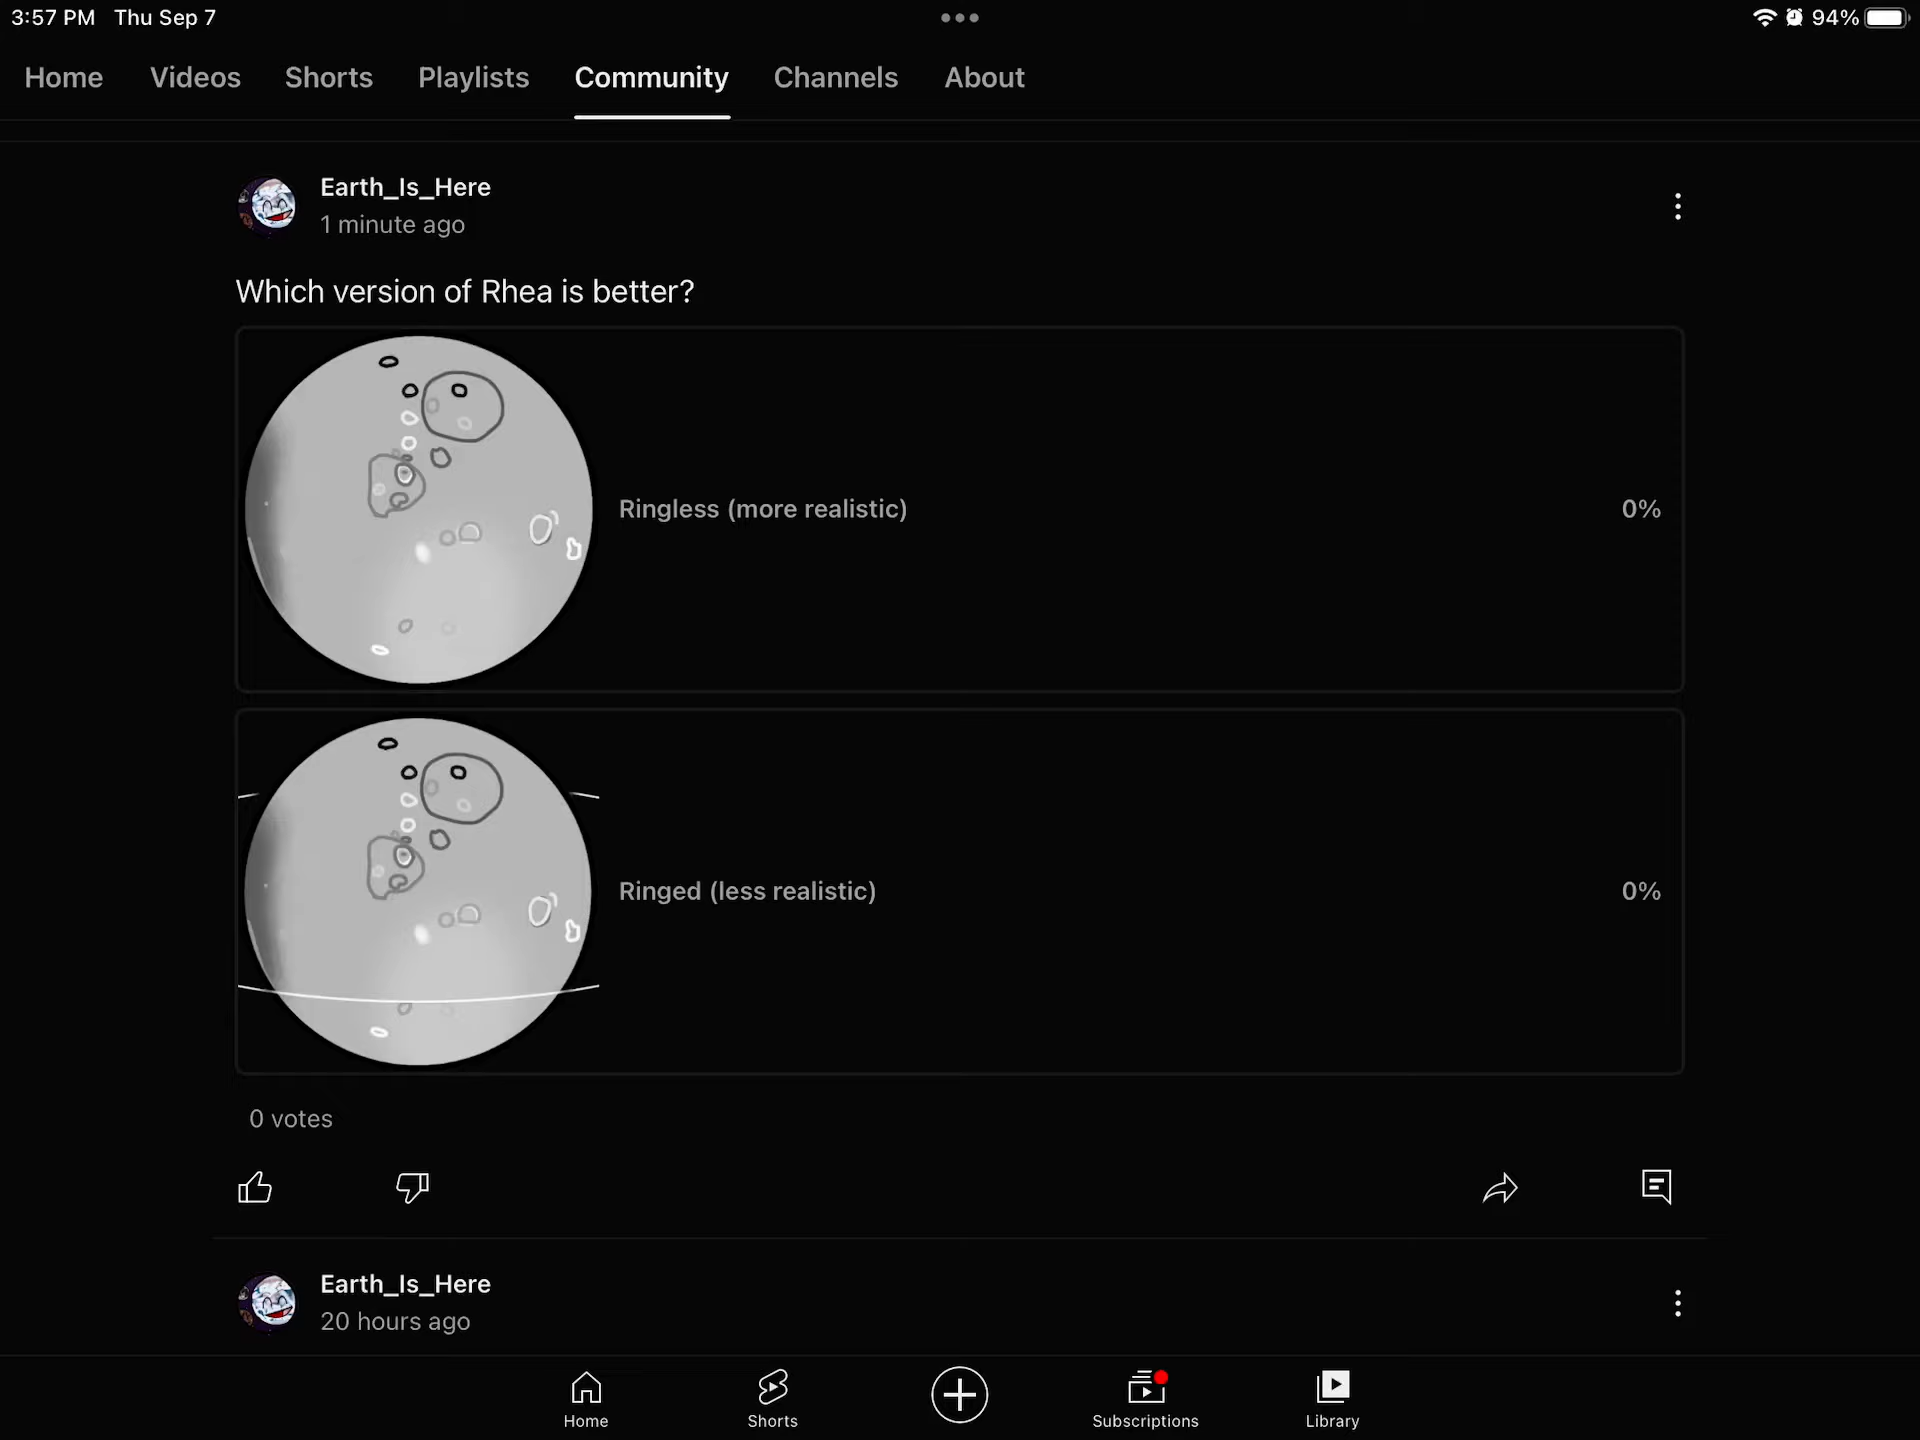 3:57 PM Thu Sep 7
94%
Home Videos Shorts Playlists Community Channels About
Earth_Is_Here
1 minute ago
Which version of Rhea is better?
Ringless (more realistic) 0%
Ringed (less realistic) 0%
0 votes
Earth_Is_Here
20 hours ago
Home Shorts Subscriptions Library